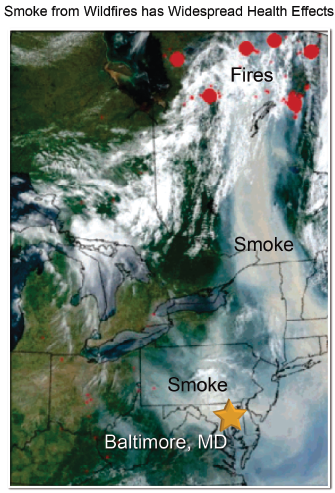 Smoke from Wildfires has Widespread Health Effects
Fires
Smoke
Smoke
Baltimore, MD